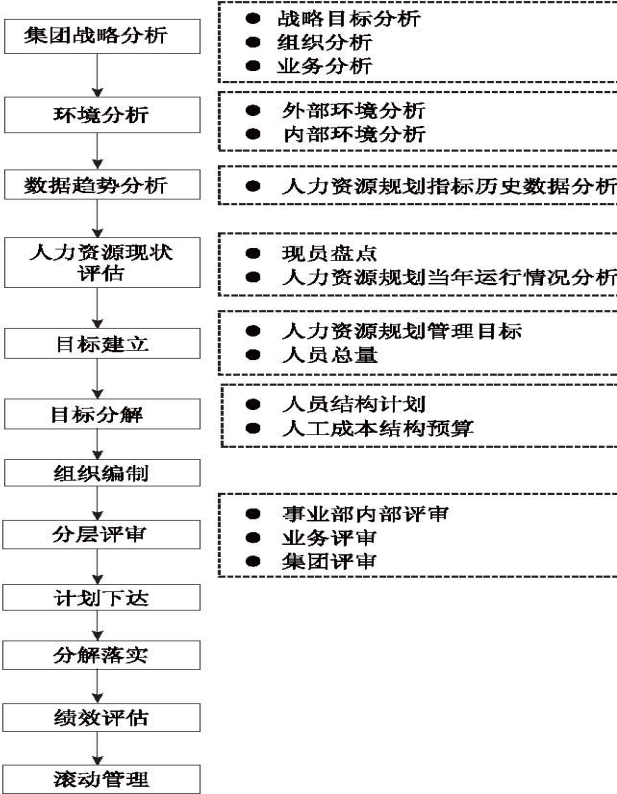 集团战略分析
● 战略目标分析
● 组织分析
● 业务分析
环境分析
● 外部环境分析
● 内部环境分析
数据趋势分析
● 人力资源规划指标历史数据分析
人力资源现状
评估
● 现员盘点
● 人力资源规划当年运行情况分析
目标建立
● 人力资源规划管理目标
● 人员总量
目标分解
● 人员结构计划
● 人工成本结构预算
组织编制
分层评审
● 事业部内部评审
● 业务评审
● 集团评审
计划下达
分解落实
绩效评估
滚动管理